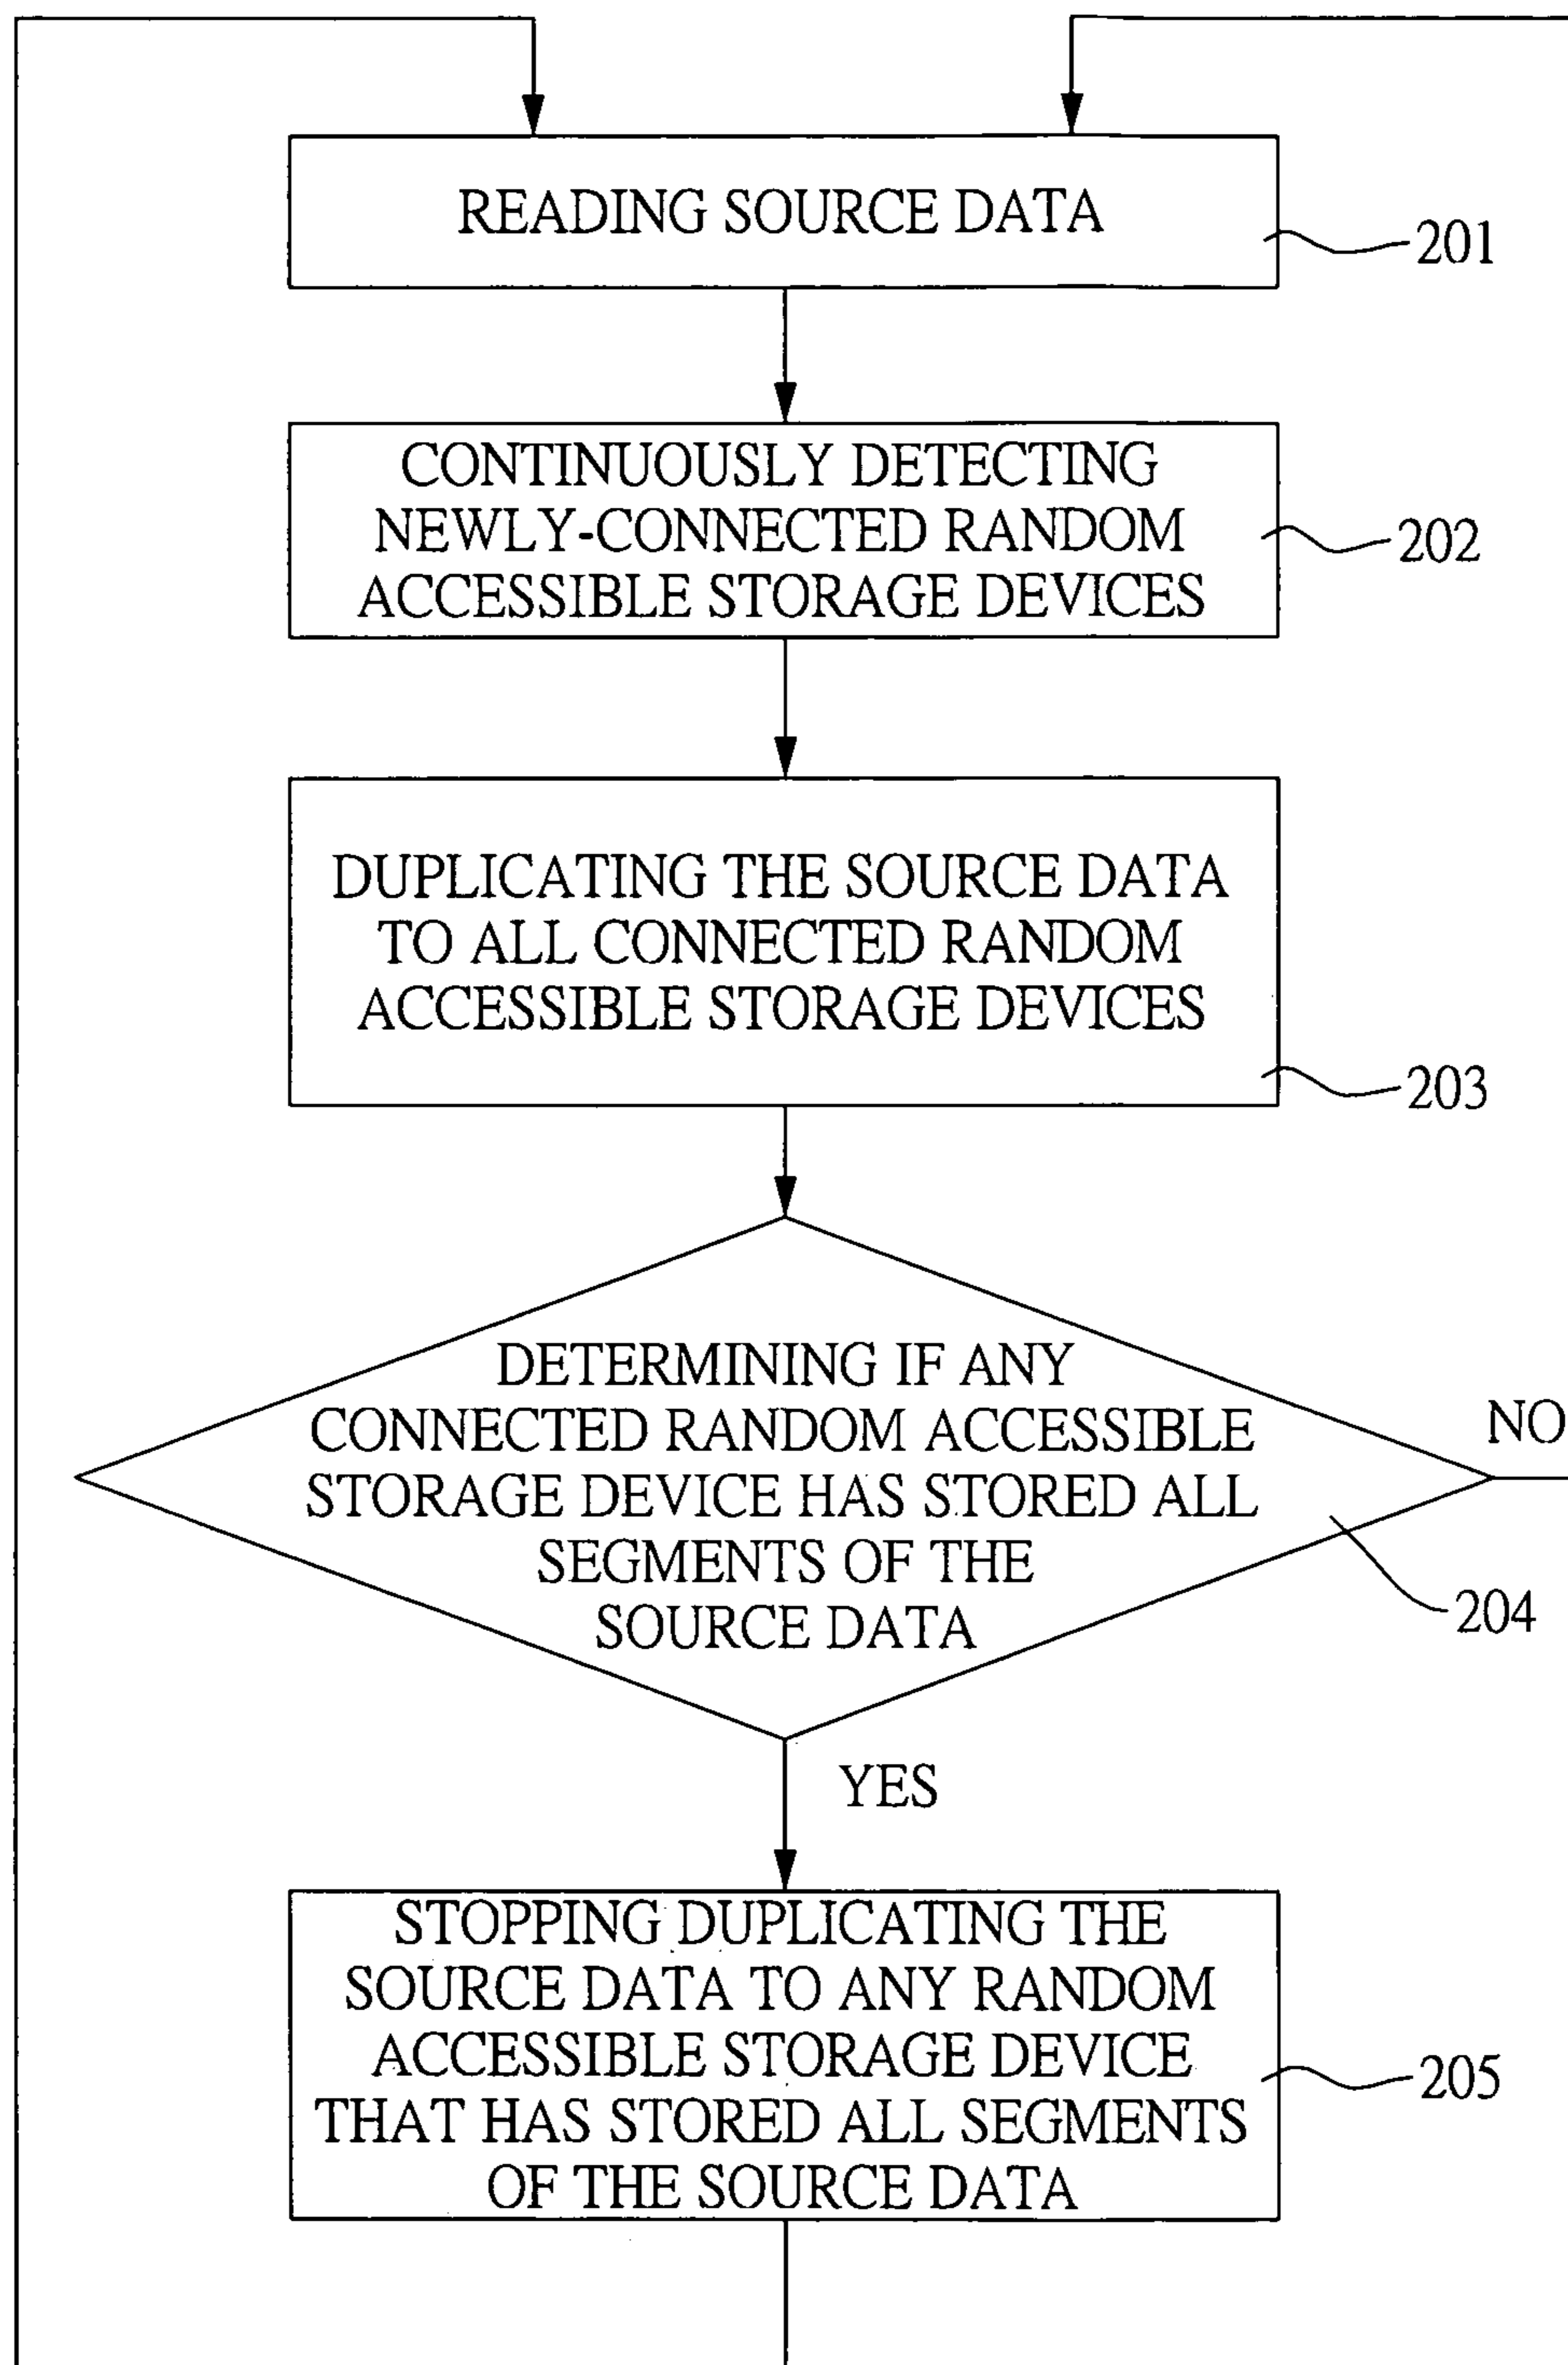 READING SOURCE DATA
201
CONTINUOUSLY DETECTING
NEWLY-CONNECTED RANDOM
ACCESSIBLE STORAGE DEVICES
202
DUPLICATING THE SOURCE DATA
TO ALL CONNECTED RANDOM
ACCESSIBLE STORAGE DEVICES
203
DETERMINING IF ANY
CONNECTED RANDOM ACCESSIBLE
STORAGE DEVICE HAS STORED ALL
SEGMENTS OF THE
SOURCE DATA
NO
204
YES
STOPPING DUPLICATING THE
SOURCE DATA TO ANY RANDOM
ACCESSIBLE STORAGE DEVICE
THAT HAS STORED ALL SEGMENTS
OF THE SOURCE DATA
205